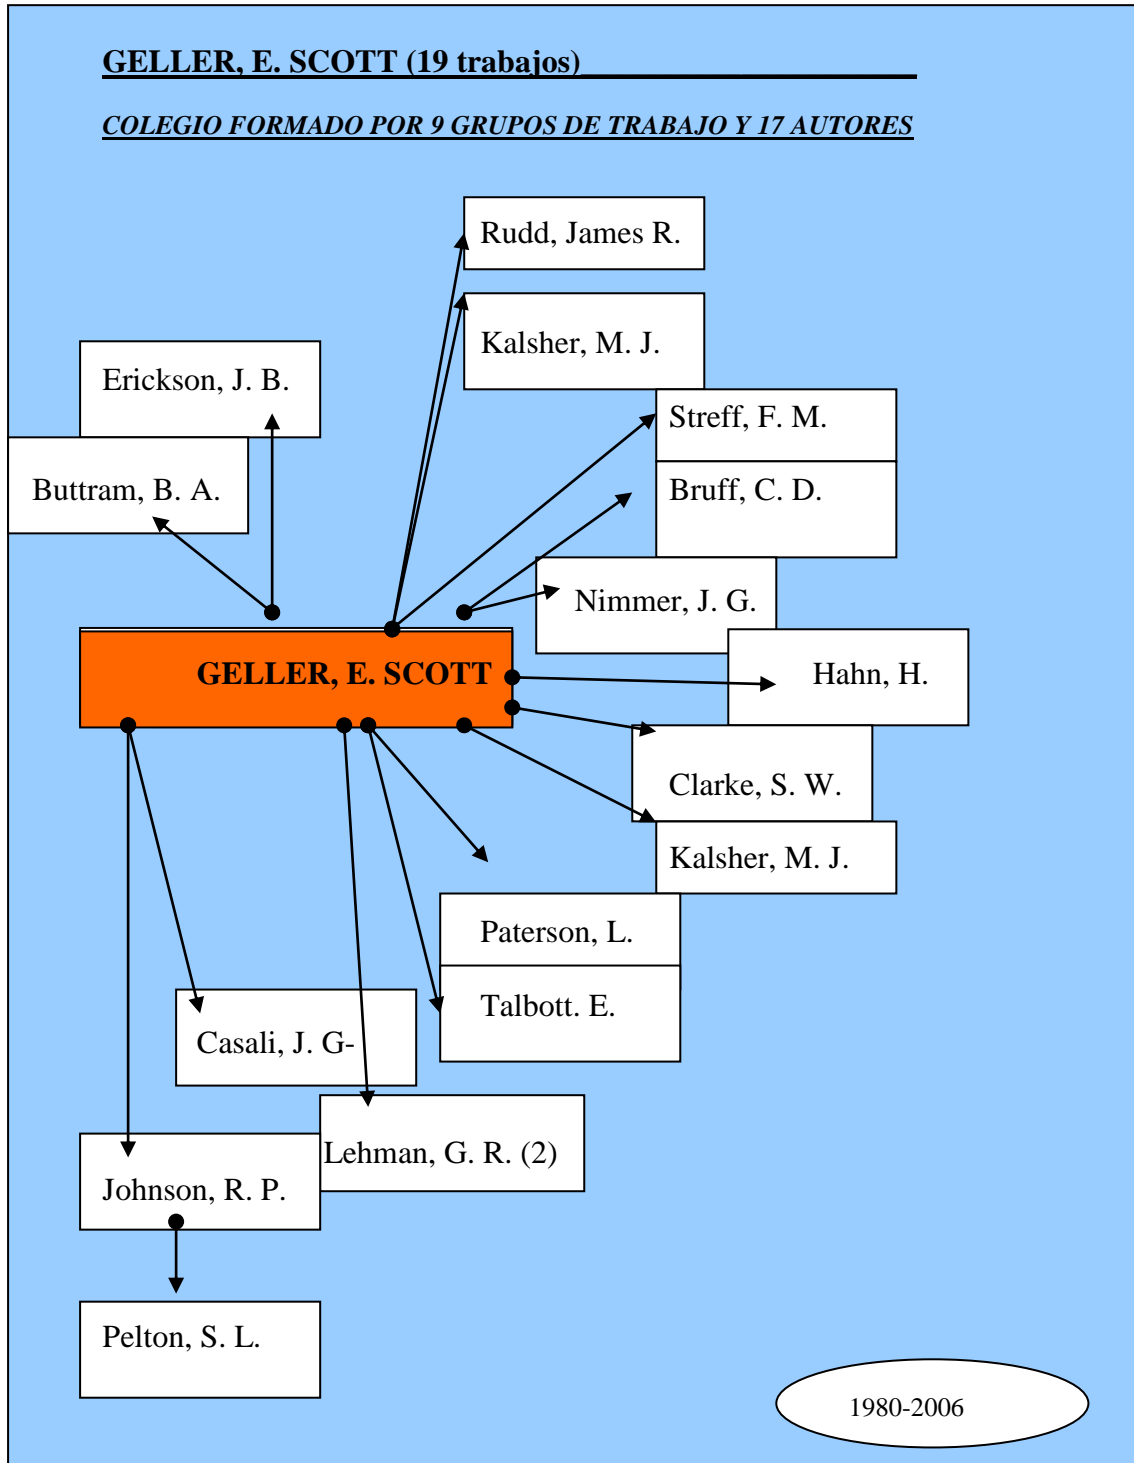 GELLER, E. SCOTT (19 trabajos)
COLEGIO FORMADO POR 9 GRUPOS DE TRABAJO Y 17 AUTORES
Rudd, James R.
Kalsher, M. J.
Erickson, J. B.
Streff, F. M.
Buttram, B. A.
Bruff, C. D.
Nimmer, J. G.
GELLER, E. SCOTT
Hahn, H.
Clarke, S. W.
Kalsher, M. J.
Paterson, L.
Talbott. E.
Casali, J. G-
Lehman, G. R. (2)
Johnson, R. P.
Pelton, S. L.
1980-2006